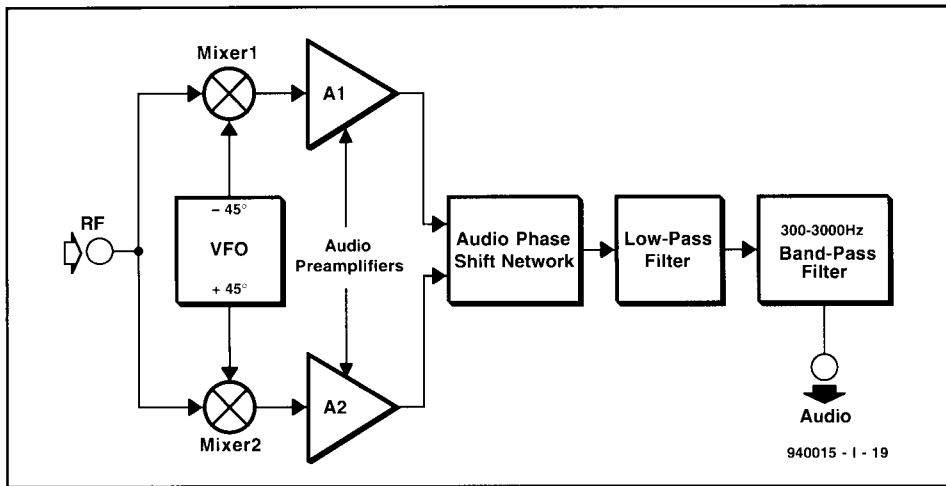 Mixer1
A1
RF
– 45°
VFO
+ 45°
Audio
Preamplifiers
Audio Phase
Shift Network
Low-Pass
Filter
300-3000Hz
Band-Pass
Filter
A2
Mixer2
Audio
940015 - I - 19